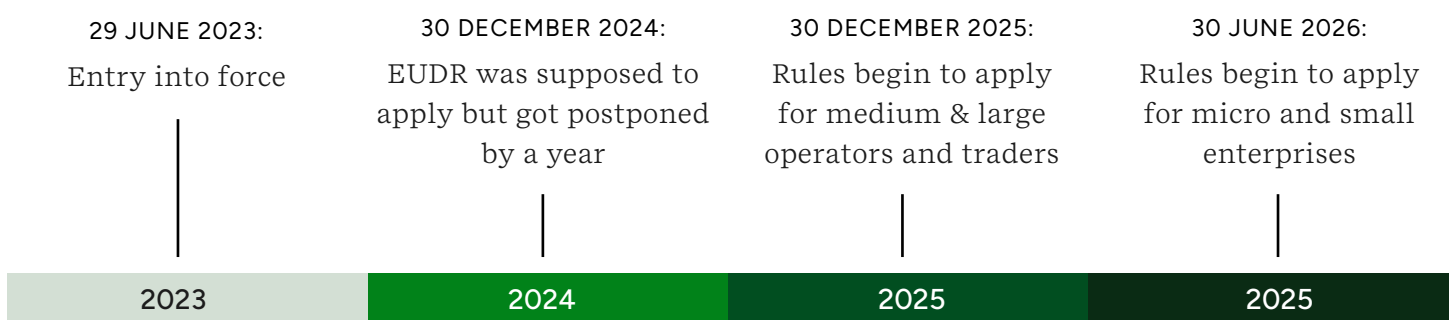 29 JUNE 2023:
Entry into force
30 DECEMBER 2024:
EUDR was supposed to
apply but got postponed
by a year
30 DECEMBER 2025:
Rules begin to apply
for medium & large
operators and traders
30 JUNE 2026:
Rules begin to apply
for micro and small
enterprises
2023
2024
2025
2025